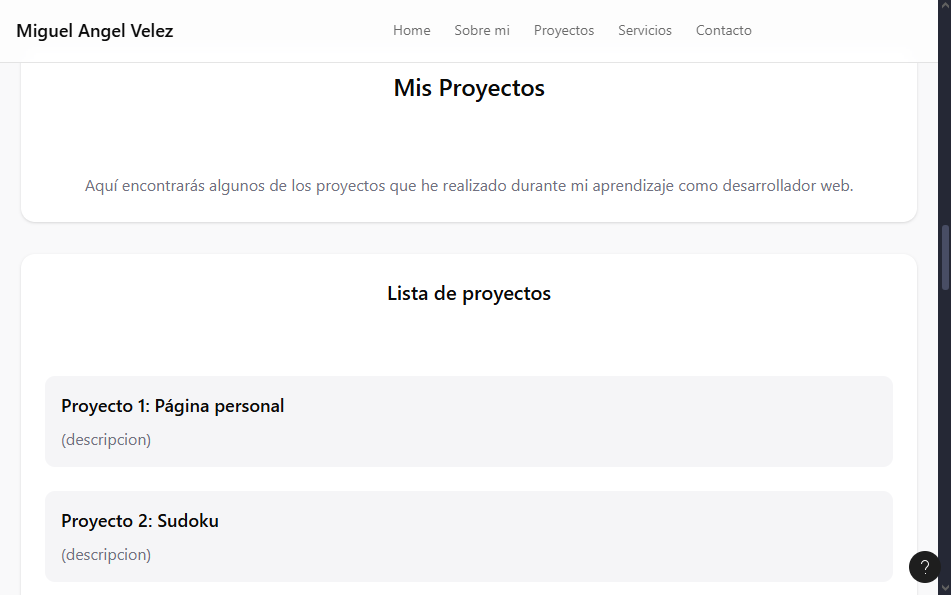 Miguel Angel Velez
Home Sobre mi Proyectos Servicios Contacto
Mis Proyectos
Aquí encontrarás algunos de los proyectos que he realizado durante mi aprendizaje como desarrollador web.
Lista de proyectos
Proyecto 1: Página personal
(descripcion)
Proyecto 2: Sudoku
(descripcion)
?